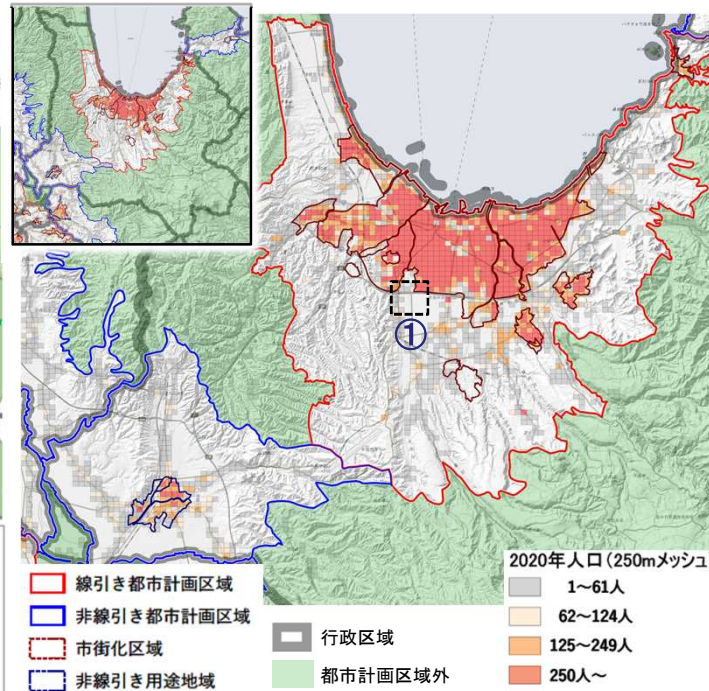 ①
線引き都市計画区域
非線引き都市計画区域
市街化区域
非線引き用途地域
行政区域
都市計画区域外
2020年人口(250mメッシュ
1～61人
62～124人
125～249人
250人～